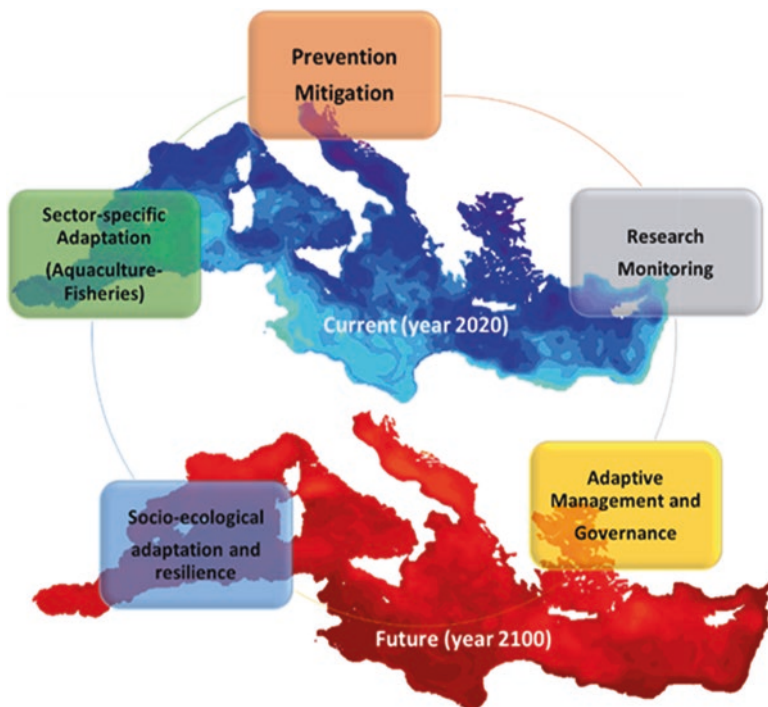 Prevention
Mitigation
Sector-specific
Adaptation
(Aquaculture-
Fisheries)
Research
Monitoring
Current (year 2020)
Adaptive
Management and
Governance
Socio-ecological
adaptation and
resilience
Future (year 2100)